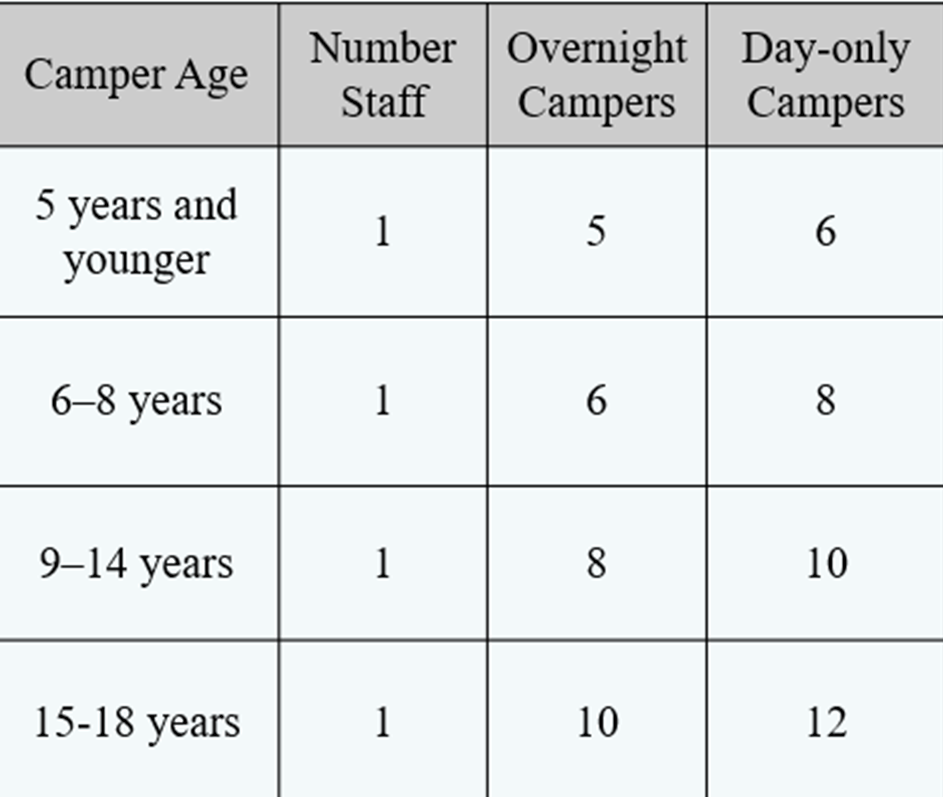 Camper Age
Number
Staff
Overnight
Campers
Day-only
Campers
5 years and
younger
1
5
6
6–8 years
1
6
8
9–14 years
1
8
10
15-18 years
1
10
12